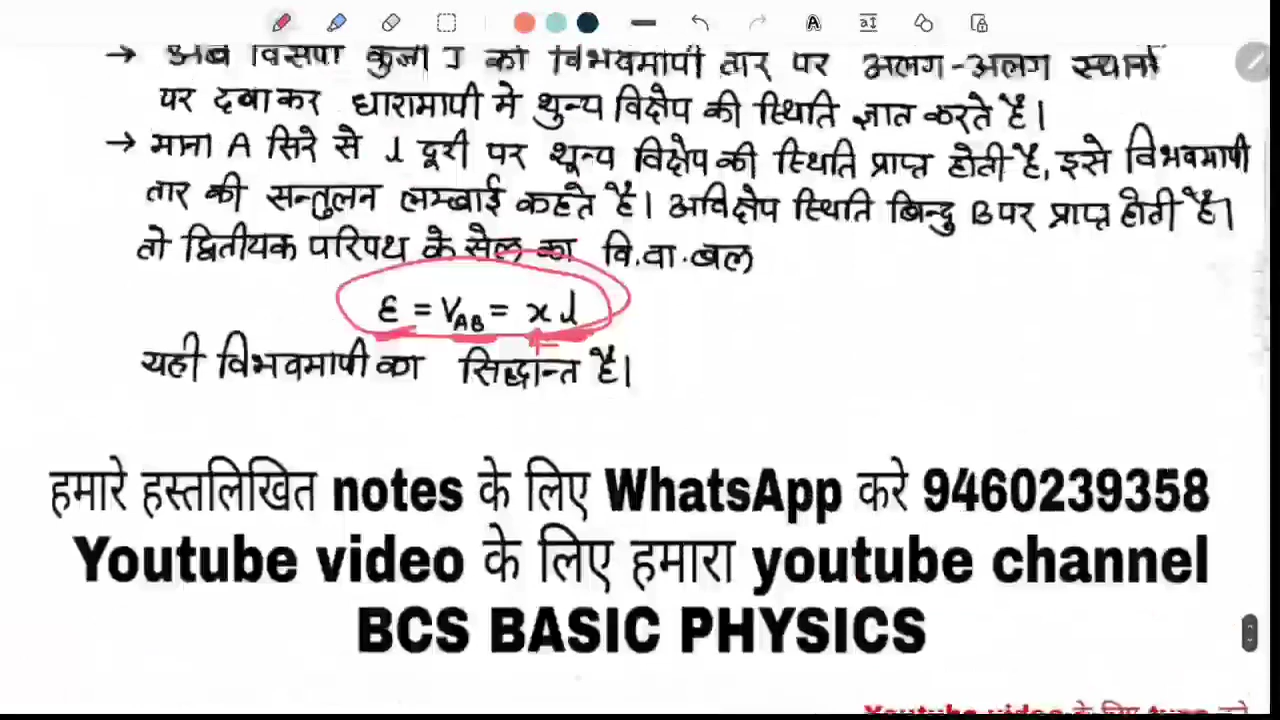 → अब विसर्पी कुन्जी J को विभवमापी तार पर अलग-अलग स्थानों
पर दबाकर धारामापी मे शुन्य विक्षेप की स्थिति ज्ञात करते है।
→ माना A सिरे से l दूरी पर शून्य विक्षेप की स्थिति प्राप्त होती है, इसे विभवमापी
तार की सन्तुलन लम्बाई कहते है। अविक्षेप स्थिति बिन्दु B पर प्राप्त होती है।
तो द्वितीयक परिपथ के सेल का वि.वा.बल
ε = V_AB = x l
यही विभवमापी का सिद्धान्त है।
हमारे हस्तलिखित notes के लिए WhatsApp करे 9460239358
Youtube video के लिए हमारा youtube channel
BCS BASIC PHYSICS
Youtube video के लिए